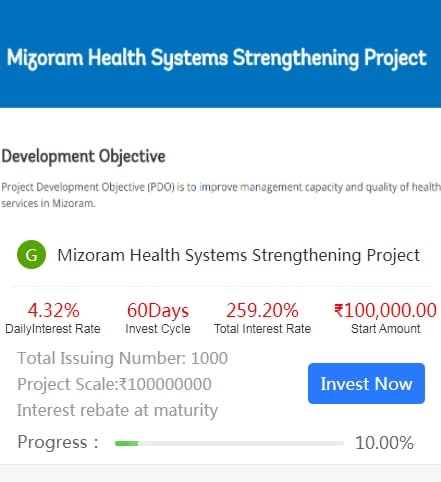 Mizoram Health Systems Strengthening Project
Development Objective
Project Development Objective (PDO) is to improve management capacity and quality of health
services in Mizoram.
G Mizoram Health Systems Strengthening Project
4.32% 60Days 259.20% ₹100,000.00
DailyInterest Rate Invest Cycle Total Interest Rate Start Amount
Total Issuing Number: 1000
Project Scale:₹100000000
Invest Now
Interest rebate at maturity
Progress : 10.00%